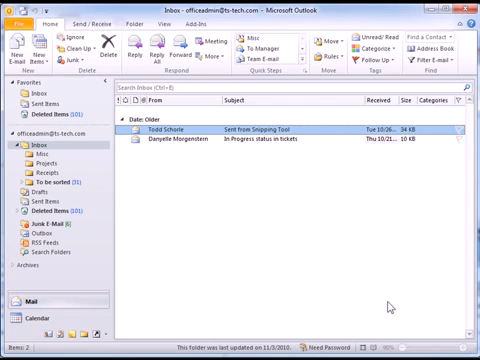 Inbox - officeadmin@ts-tech.com - Microsoft Outlook
File Home Send / Receive Folder View Add-Ins
New E-mail
New Items
Ignore
Clean Up
Junk
Delete
Reply
Reply All
Forward
Meeting
More
Misc
To Manager
Team E-mail
Move
Rules
Unread/ Read
Categorize
Follow Up
Find a Contact
Address Book
Filter E-mail
New Delete Respond Quick Steps Move Tags Find
Favorites
Inbox
Sent Items
Deleted Items (101)
officeadmin@ts-tech.com
Inbox
Misc
Projects
Receipts
To be sorted (31)
Drafts
Sent Items
Deleted Items (101)
Junk E-Mail [6]
Outbox
RSS Feeds
Search Folders
Archives
Mail
Calendar
Search Inbox (Ctrl+E)
From Subject Received Size Categories
Date: Older
Todd Schorle Sent from Snipping Tool Tue 10/26... 34 KB
Danyelle Morgenstern In Progress status in tickets Thu 10/21... 10 KB
Items: 2
This folder was last updated on 11/3/2010.
Need Password